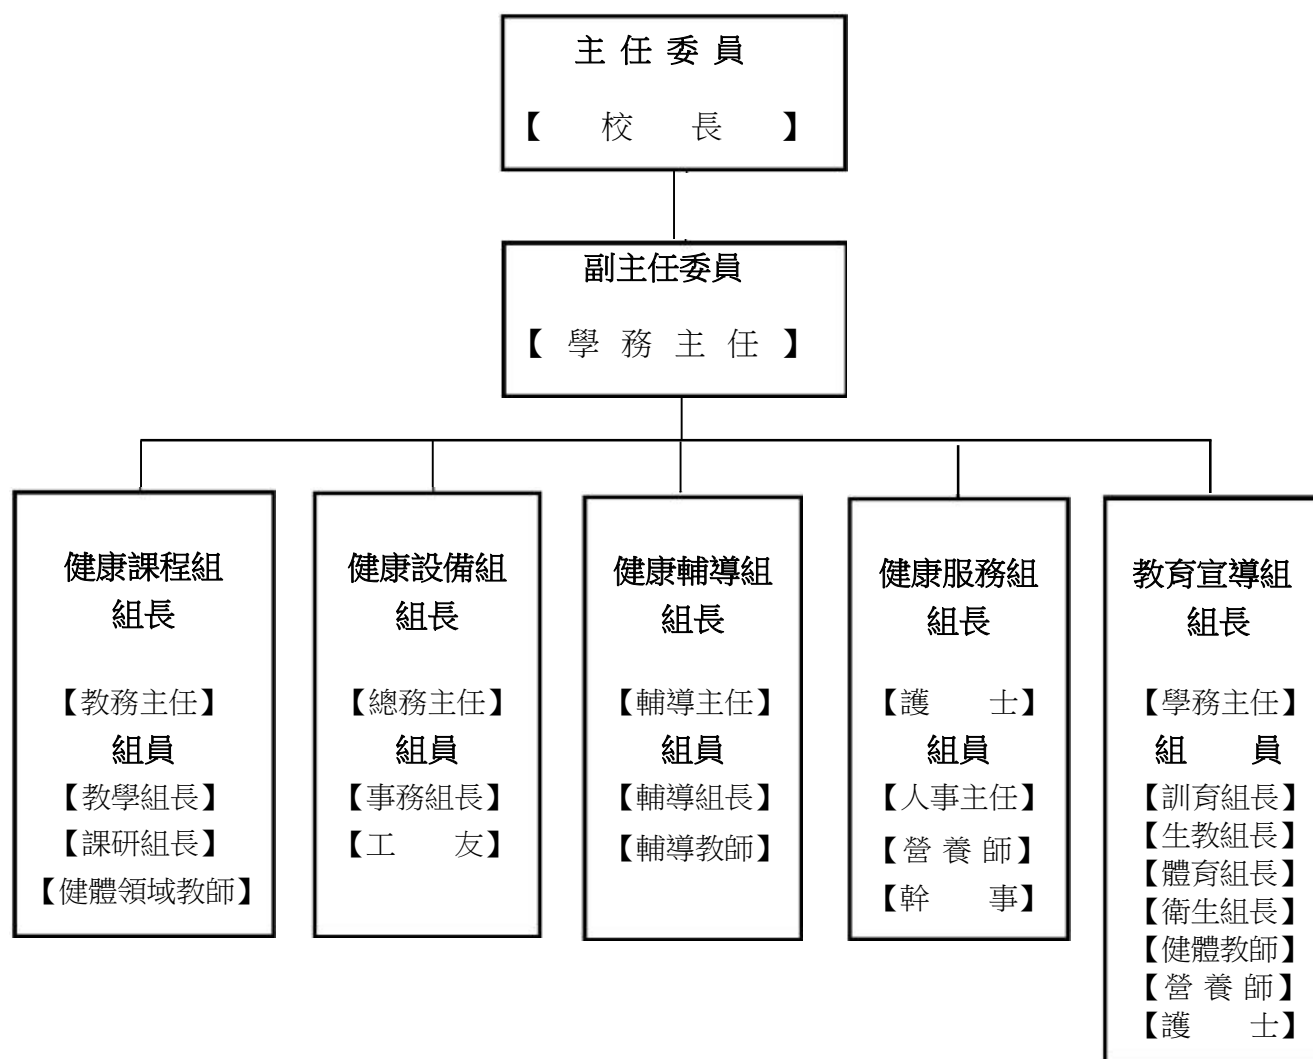 主任委員
【校長】
副主任委員
【學務主任】
健康課程組
組長
【教務主任】
組員
【教學組長】
【課研組長】
【健體領域教師】
健康設備組
組長
【總務主任】
組員
【事務組長】
【工友】
健康輔導組
組長
【輔導主任】
組員
【輔導組長】
【輔導教師】
健康服務組
組長
【護士】
組員
【人事主任】
【營養師】
【幹事】
教育宣導組
組長
【學務主任】
組員
【訓育組長】
【生教組長】
【體育組長】
【衛生組長】
【健體教師】
【營養師】
【護士】